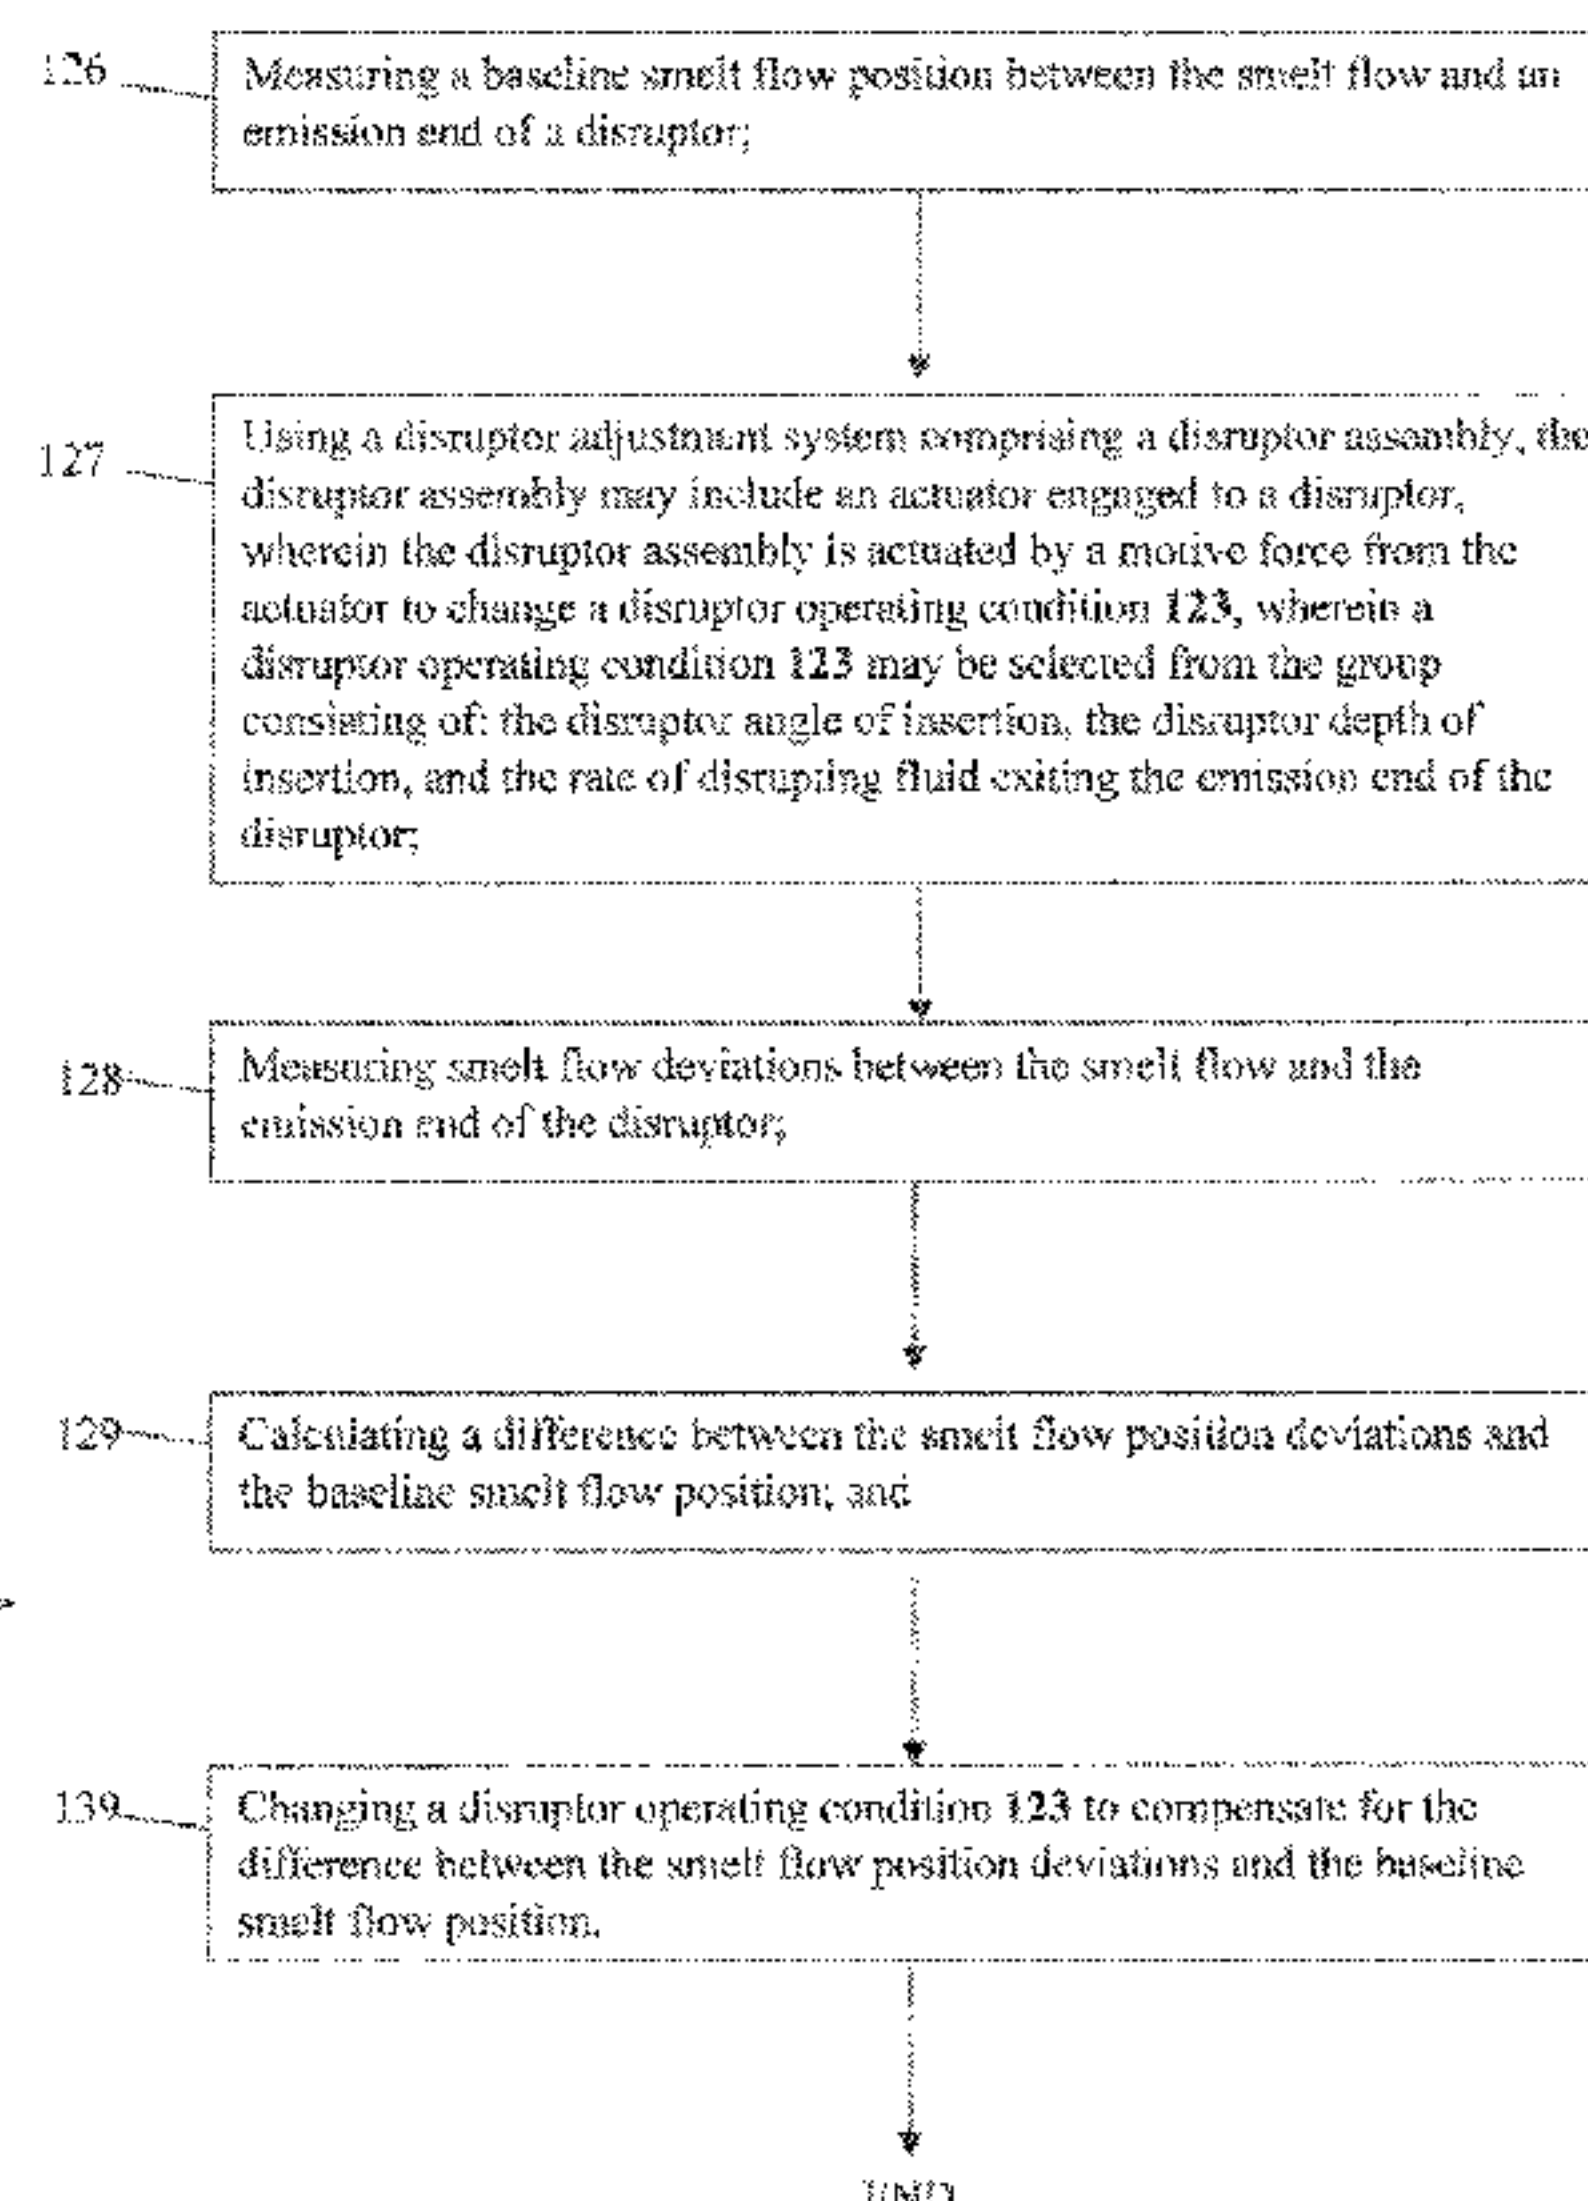 126
Measuring a baseline smelt flow position between the smelt flow and an
emission end of a disruptor;
127
Using a disruptor adjustment system comprising a disruptor assembly, the
disruptor assembly may include an actuator engaged to a disruptor,
wherein the disruptor assembly is actuated by a motive force from the
actuator to change a disruptor operating condition 123, wherein a
disruptor operating condition 123 may be selected from the group
consisting of: the disruptor angle of insertion, the disruptor depth of
insertion, and the rate of disrupting fluid exiting the emission end of the
disruptor;
128
Measuring smelt flow deviations between the smelt flow and the
emission end of the disruptor;
129
Calculating a difference between the smelt flow position deviations and
the baseline smelt flow position; and
139
Changing a disruptor operating condition 123 to compensate for the
difference between the smelt flow position deviations and the baseline
smelt flow position.